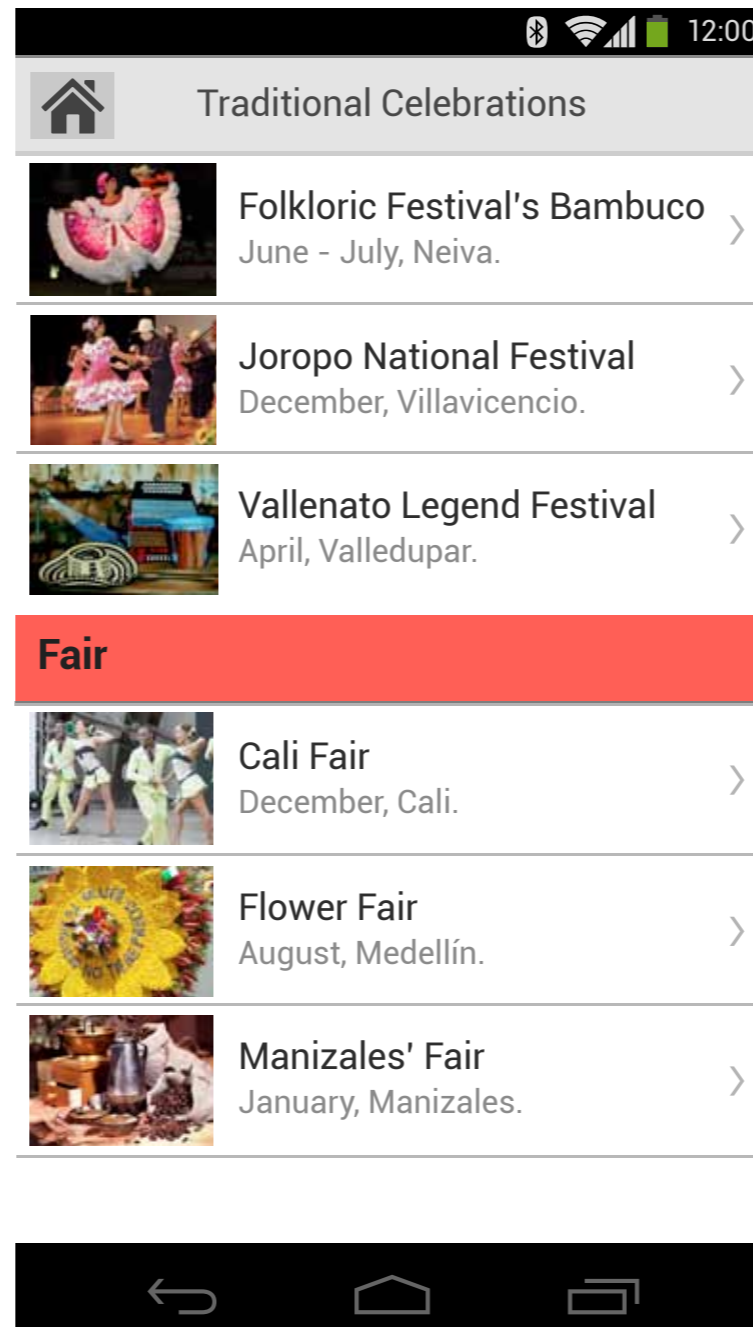 12:00
Traditional Celebrations
Folkloric Festival's Bambuco
June - July, Neiva.
Joropo National Festival
December, Villavicencio.
Vallenato Legend Festival
April, Valledupar.
Fair
Cali Fair
December, Cali.
Flower Fair
August, Medellín.
Manizales' Fair
January, Manizales.